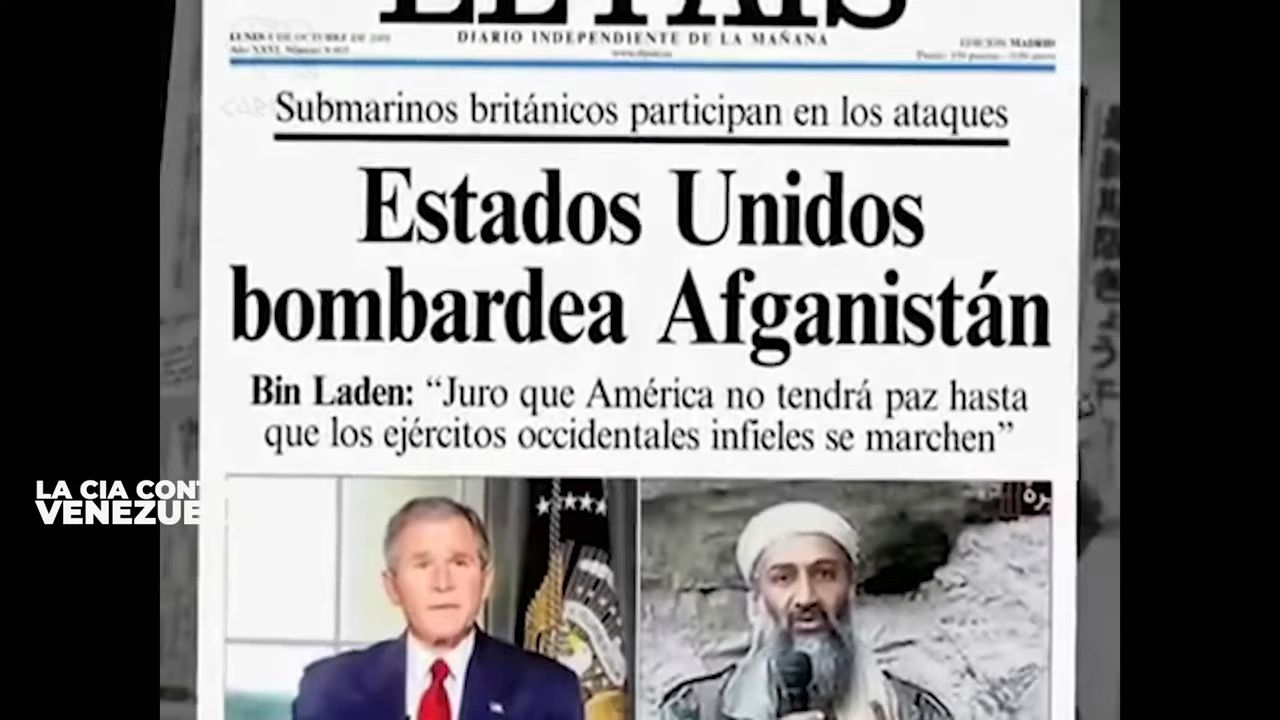 EL PAIS
DIARIO INDEPENDIENTE DE LA MAÑANA
EDICIÓN MADRID
Submarinos británicos participan en los ataques
Estados Unidos
bombardea Afganistán
Bin Laden: “Juro que América no tendrá paz hasta
que los ejércitos occidentales infieles se marchen”
LA CIA CONT
VENEZUE